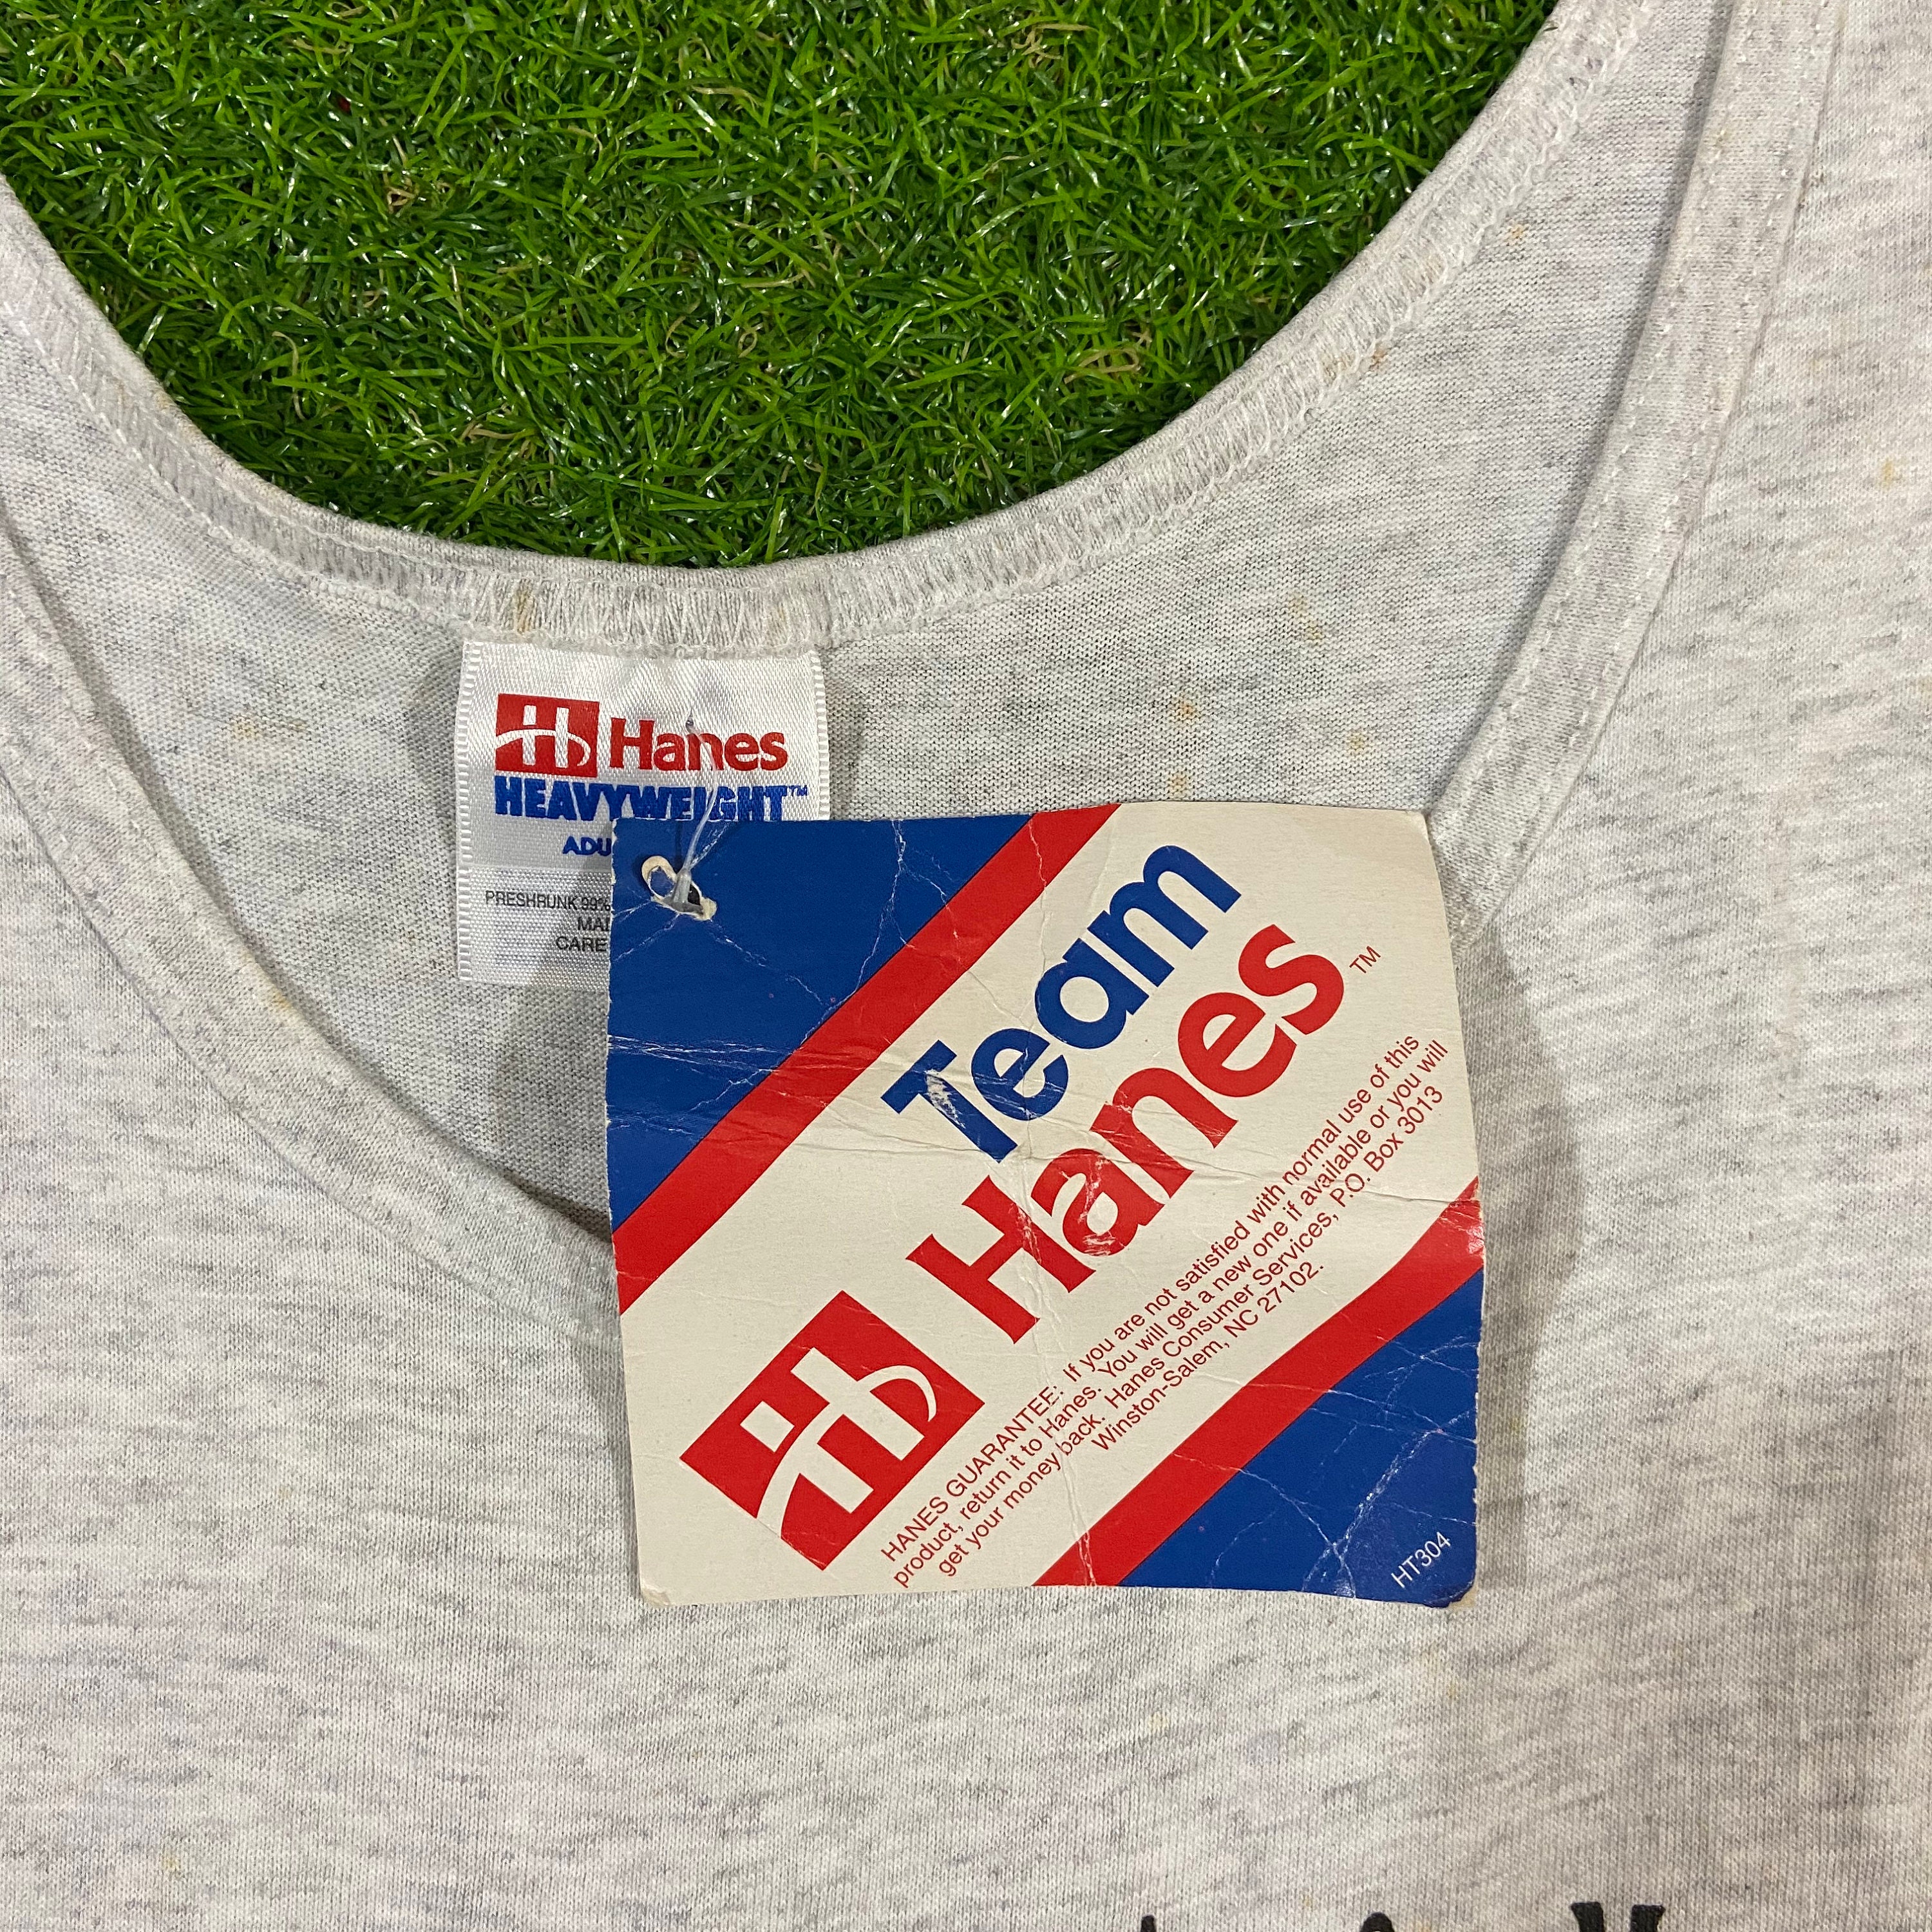 Hanes
HEAVYWEIGHT™
PRESHRUNK 99%
CARE
Team
Hanes™
HANES GUARANTEE: If you are not satisfied with normal use of this
product, return it to Hanes. You will get a new one if available or you will
get your money back. Hanes Consumer Services, P.O. Box 3013
Winston-Salem, NC 27102.
HT304